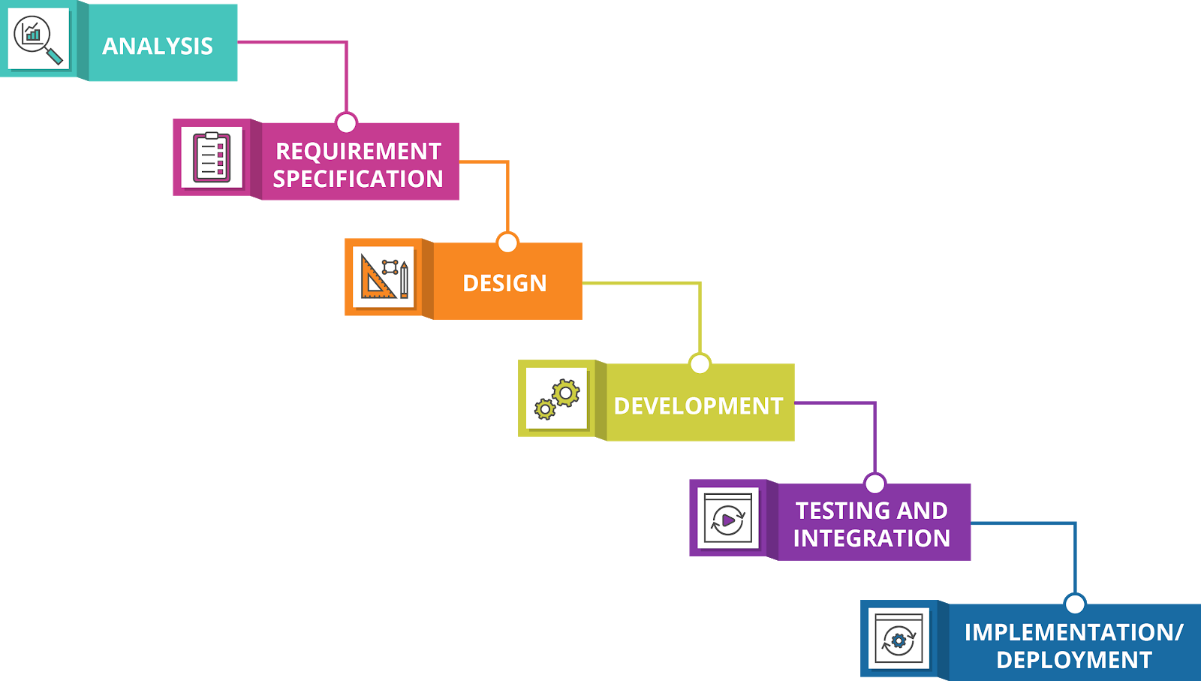 ANALYSIS
REQUIREMENT
SPECIFICATION
DESIGN
DEVELOPMENT
TESTING AND
INTEGRATION
IMPLEMENTATION/
DEPLOYMENT